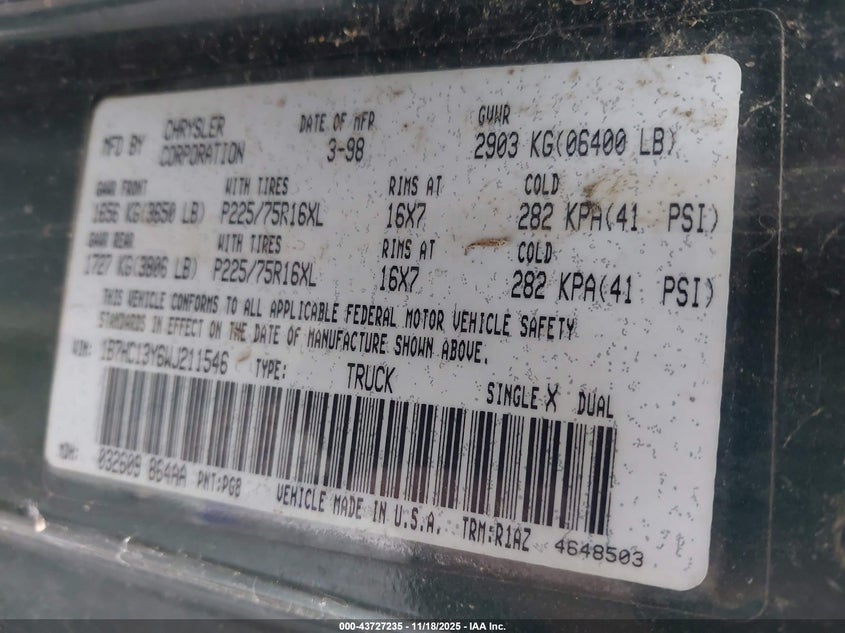 MFD BY CHRYSLER CORPORATION DATE OF MFR 3-98 GVWR 2903 KG(06400 LB)
GAWR FRONT WITH TIRES RIMS AT COLD
1656 KG(3650 LB) P225/75R16XL 16X7 282 KPA(41 PSI)
GAWR REAR WITH TIRES RIMS AT COLD
1727 KG(3806 LB) P225/75R16XL 16X7 282 KPA(41 PSI)
THIS VEHICLE CONFORMS TO ALL APPLICABLE FEDERAL MOTOR VEHICLE SAFETY
STANDARDS IN EFFECT ON THE DATE OF MANUFACTURE SHOWN ABOVE.
VIN: 1B7HC13Y6WJ211546 TYPE: TRUCK SINGLE X DUAL
MDH: 032609 864AA PNT:PG8 VEHICLE MADE IN U.S.A. TRM:R1AZ 4648503
000-43727235 - 11/18/2025 - IAA Inc.